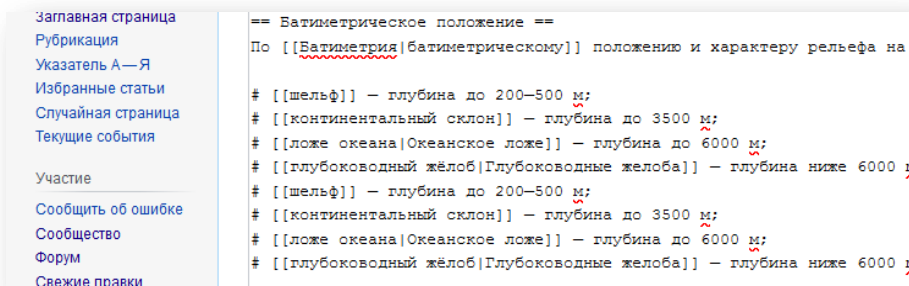 Заглавная страница
Рубрикация
Указатель А — Я
Избранные статьи
Случайная страница
Текущие события
Участие
Сообщить об ошибке
Сообщество
Форум
Свежие правки
== Батиметрическое положение ==
По [[Батиметрия|батиметрическому]] положению и характеру рельефа на
# [[шельф]] — глубина до 200—500 м;
# [[континентальный склон]] — глубина до 3500 м;
# [[ложе океана|Океанское ложе]] — глубина до 6000 м;
# [[глубоководный жёлоб|Глубоководные желоба]] — глубина ниже 6000
# [[шельф]] — глубина до 200—500 м;
# [[континентальный склон]] — глубина до 3500 м;
# [[ложе океана|Океанское ложе]] — глубина до 6000 м;
# [[глубоководный жёлоб|Глубоководные желоба]] — глубина ниже 6000